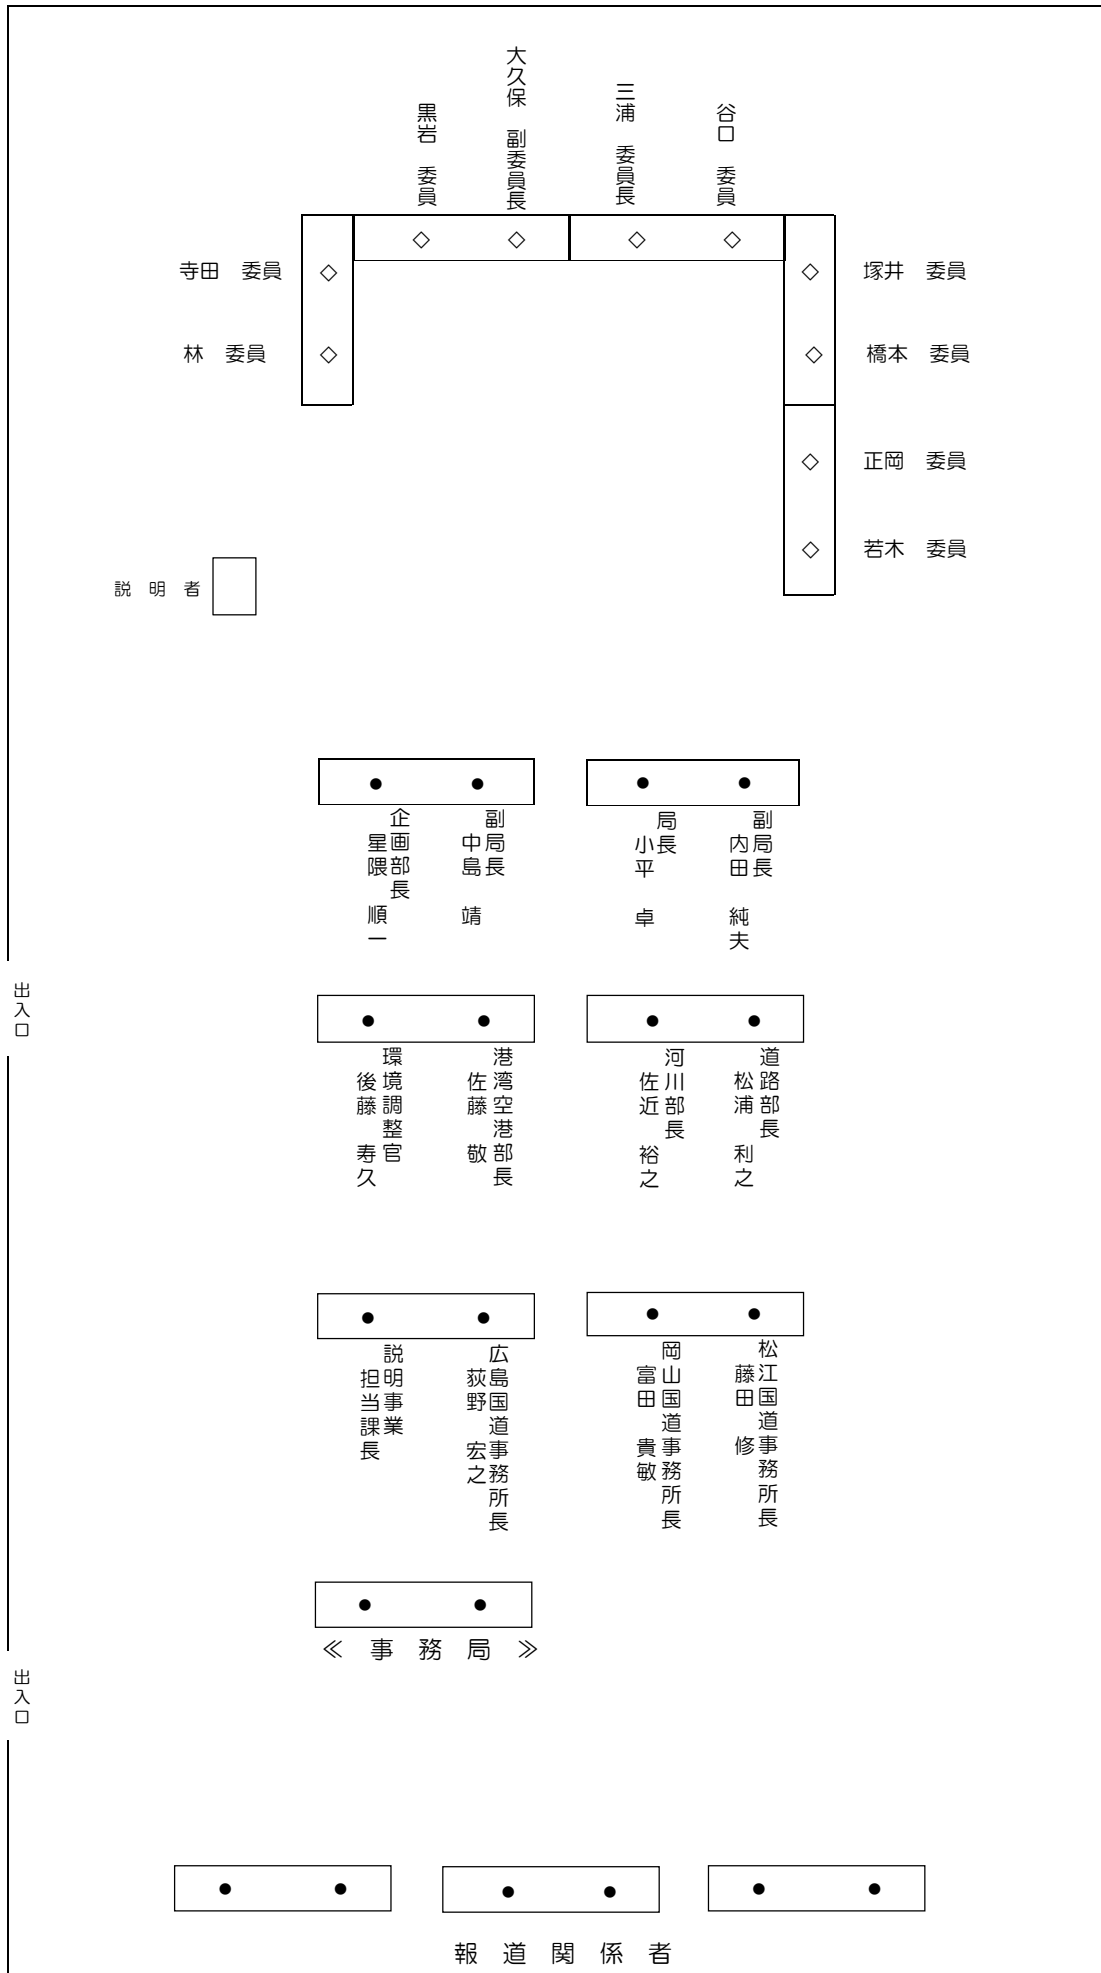 大久保　副委員長
三浦　委員長
黒岩　委員
谷口　委員
◇
◇
◇
◇
寺田　委員
◇
◇
塚井　委員
林　委員
◇
◇
橋本　委員
◇
正岡　委員
◇
若木　委員
説　明　者
●
●
●
●
企画部長
星隈　順一
副局長
中島　靖
局長
小平　卓
副局長
内田　純夫
出入口
●
●
●
●
環境調整官
後藤　寿久
港湾空港部長
佐藤　敬
河川部長
佐近　裕之
道路部長
松浦　利之
●
●
●
●
説明事業
担当課長
広島国道事務所長
荻野　宏之
岡山国道事務所長
富田　貴敏
松江国道事務所長
藤田　修
●
●
≪　事　務　局　≫
出入口
●
●
●
●
●
●
報　道　関　係　者